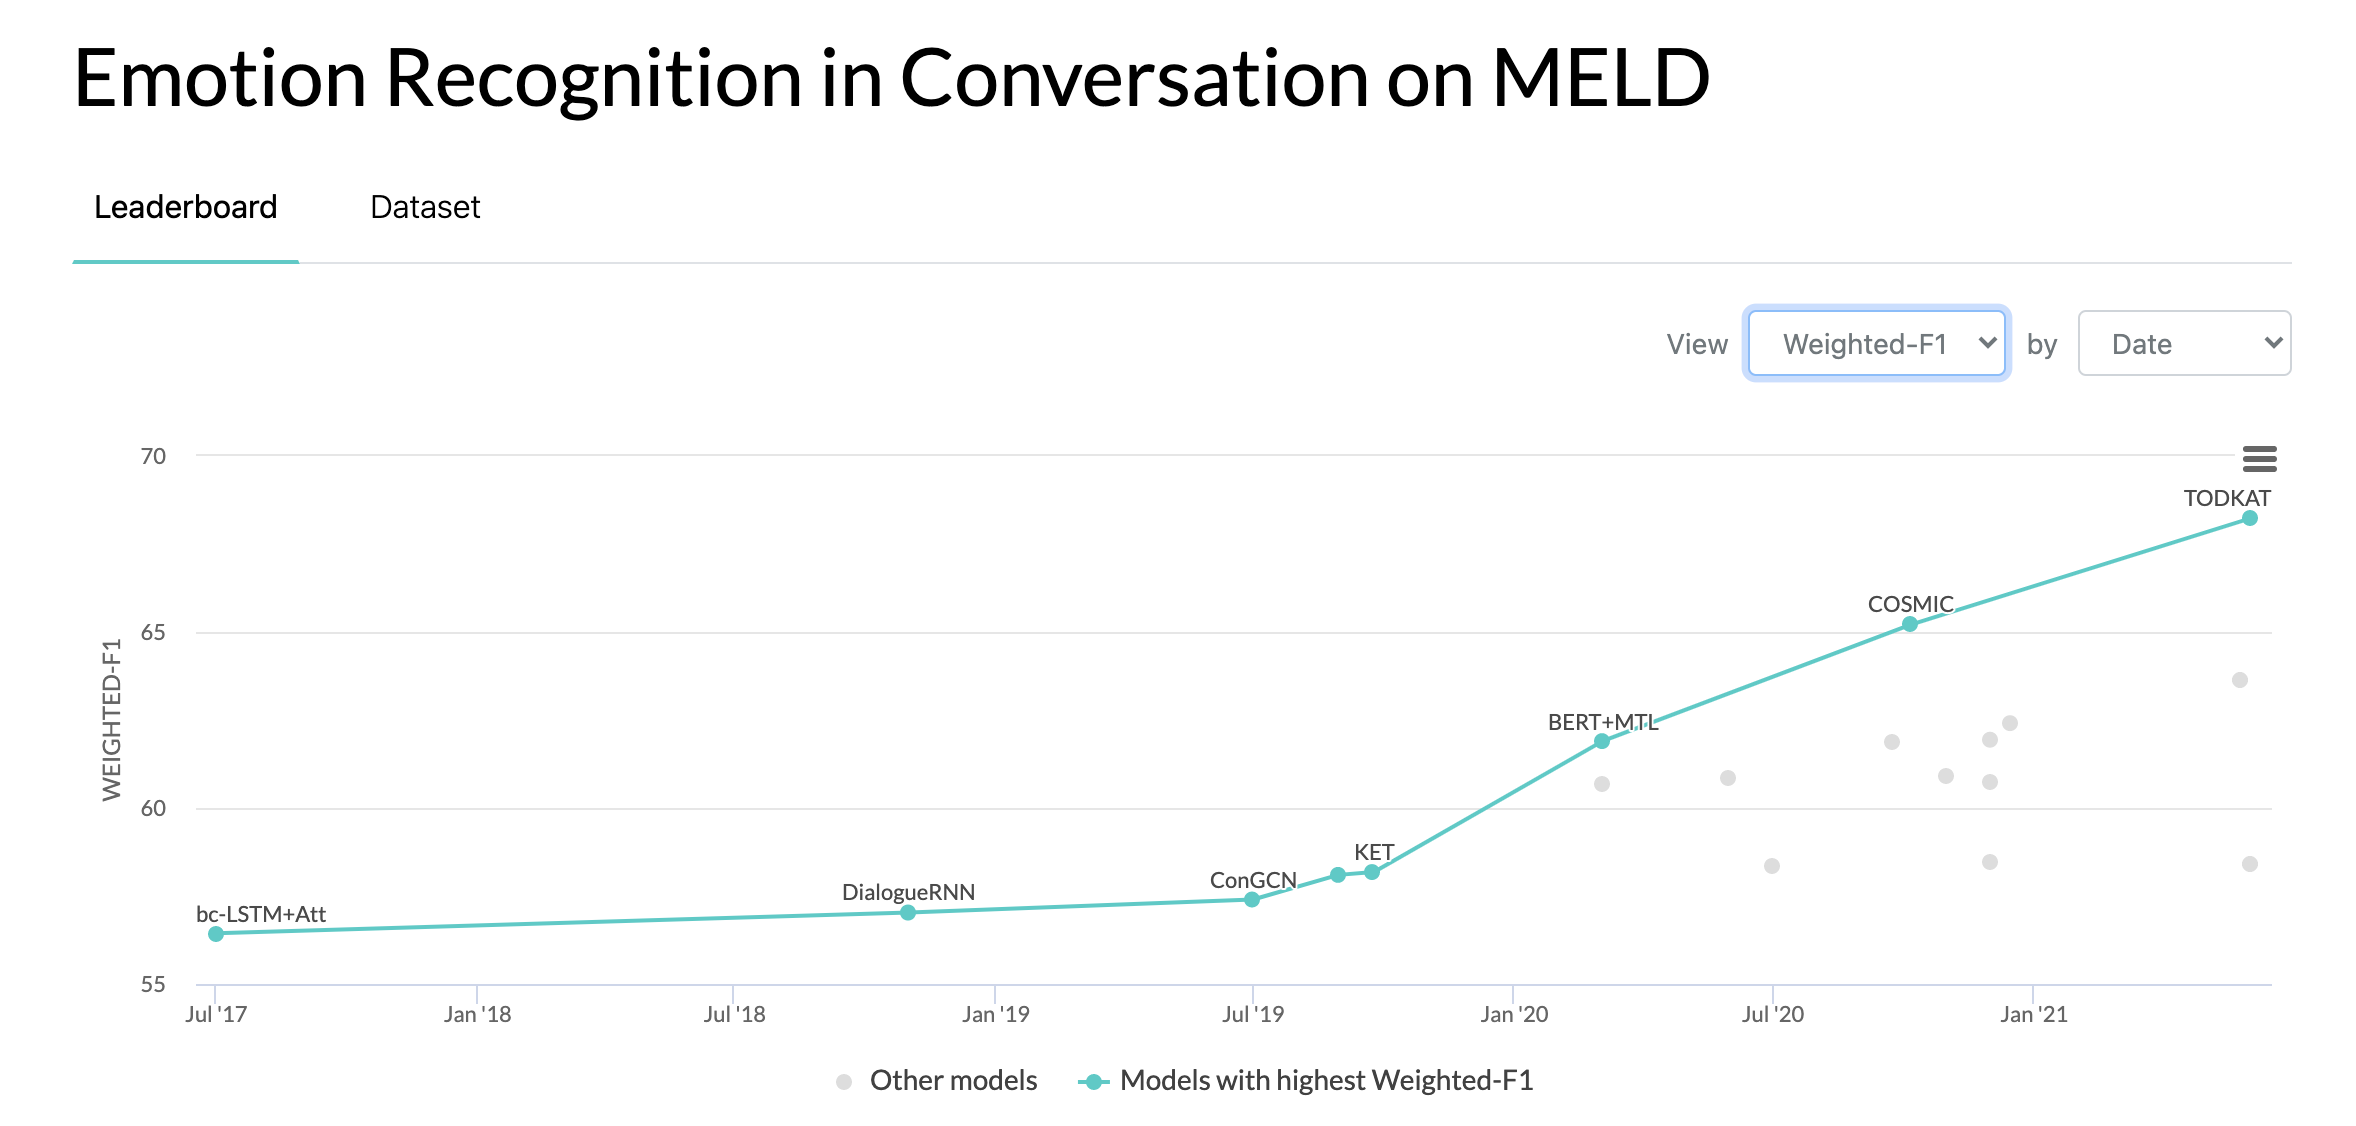 Emotion Recognition in Conversation on MELD
Leaderboard Dataset
View Weighted-F1 by Date
70
TODKAT
COSMIC
65
BERT+MTL
WEIGHTED-F1
60
KET
ConGCN
DialogueRNN
bc-LSTM+Att
55
Jul '17 Jan '18 Jul '18 Jan '19 Jul '19 Jan '20 Jul '20 Jan '21
Other models Models with highest Weighted-F1